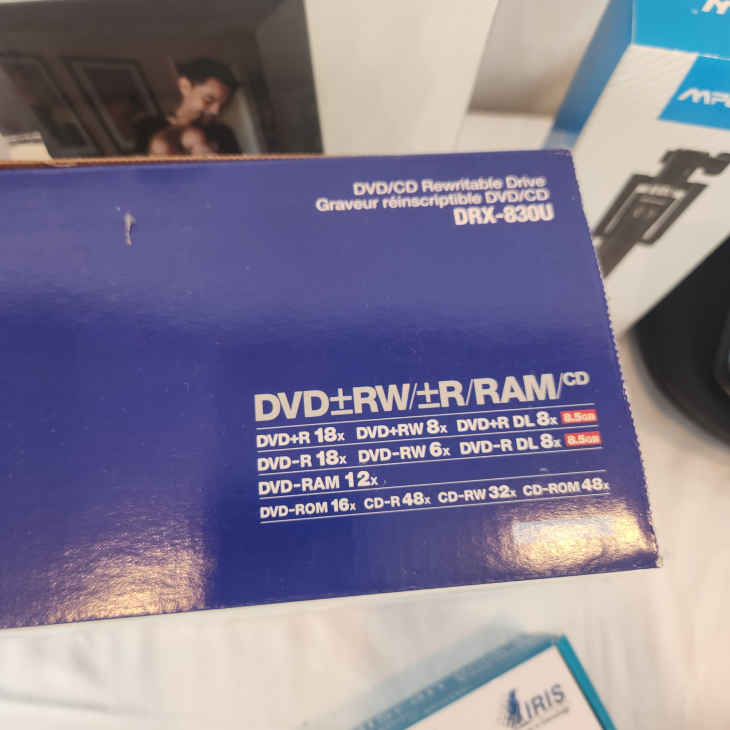 DVD/CD Rewritable Drive
Graveur réinscriptible DVD/CD
DRX-830U
DVD±RW/±R/RAM/CD
DVD+R 18x DVD+RW 8x DVD+R DL 8x 8.5GB
DVD-R 18x DVD-RW 6x DVD-R DL 8x 8.5GB
DVD-RAM 12x
DVD-ROM 16x CD-R 48x CD-RW 32x CD-ROM 48x
IRIS